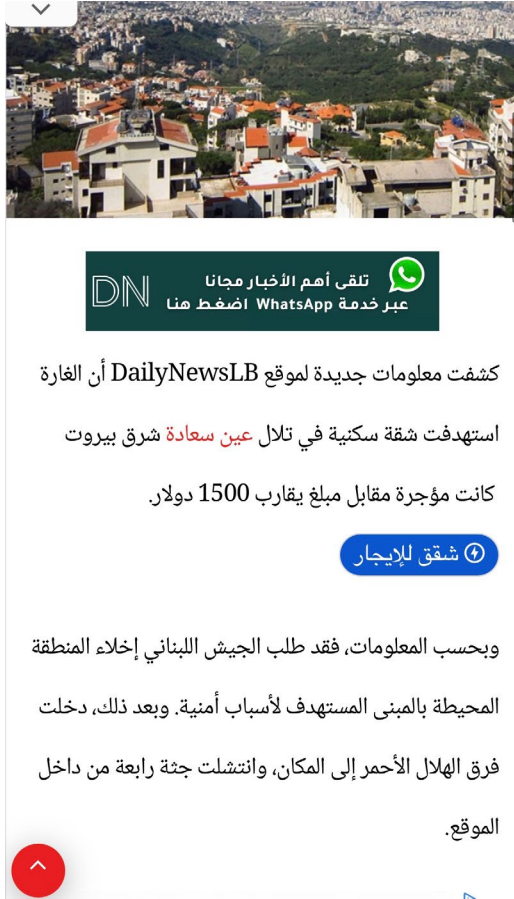 تلقى أهم الأخبار مجانا
عبر خدمة WhatsApp اضغط هنا
DN
كشفت معلومات جديدة لموقع DailyNewsLB أن الغارة
استهدفت شقة سكنية في تلال عين سعادة شرق بيروت
كانت مؤجرة مقابل مبلغ يقارب 1500 دولار.
شقق للإيجار
وبحسب المعلومات، فقد طلب الجيش اللبناني إخلاء المنطقة
المحيطة بالمبنى المستهدف لأسباب أمنية. وبعد ذلك، دخلت
فرق الهلال الأحمر إلى المكان، وانتشلت جثة رابعة من داخل
الموقع.